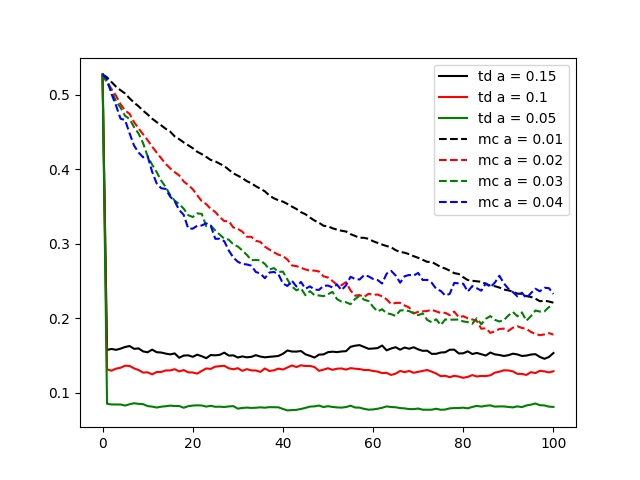 td a = 0.15
td a = 0.1
td a = 0.05
mc a = 0.01
mc a = 0.02
mc a = 0.03
mc a = 0.04
0.5
0.4
0.3
0.2
0.1
0 20 40 60 80 100